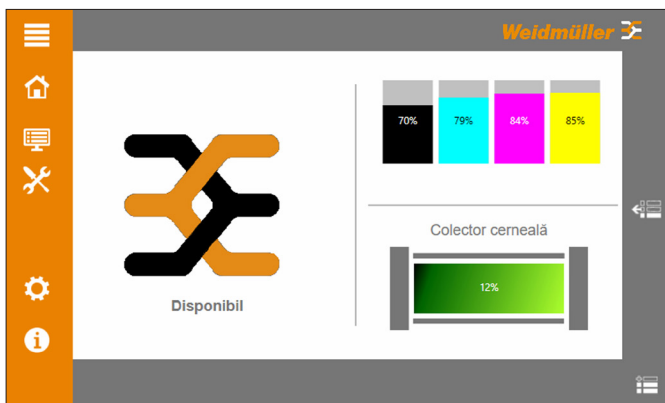 Weidmüller
70%
79%
84%
85%
Colector cerneală
12%
Disponibil